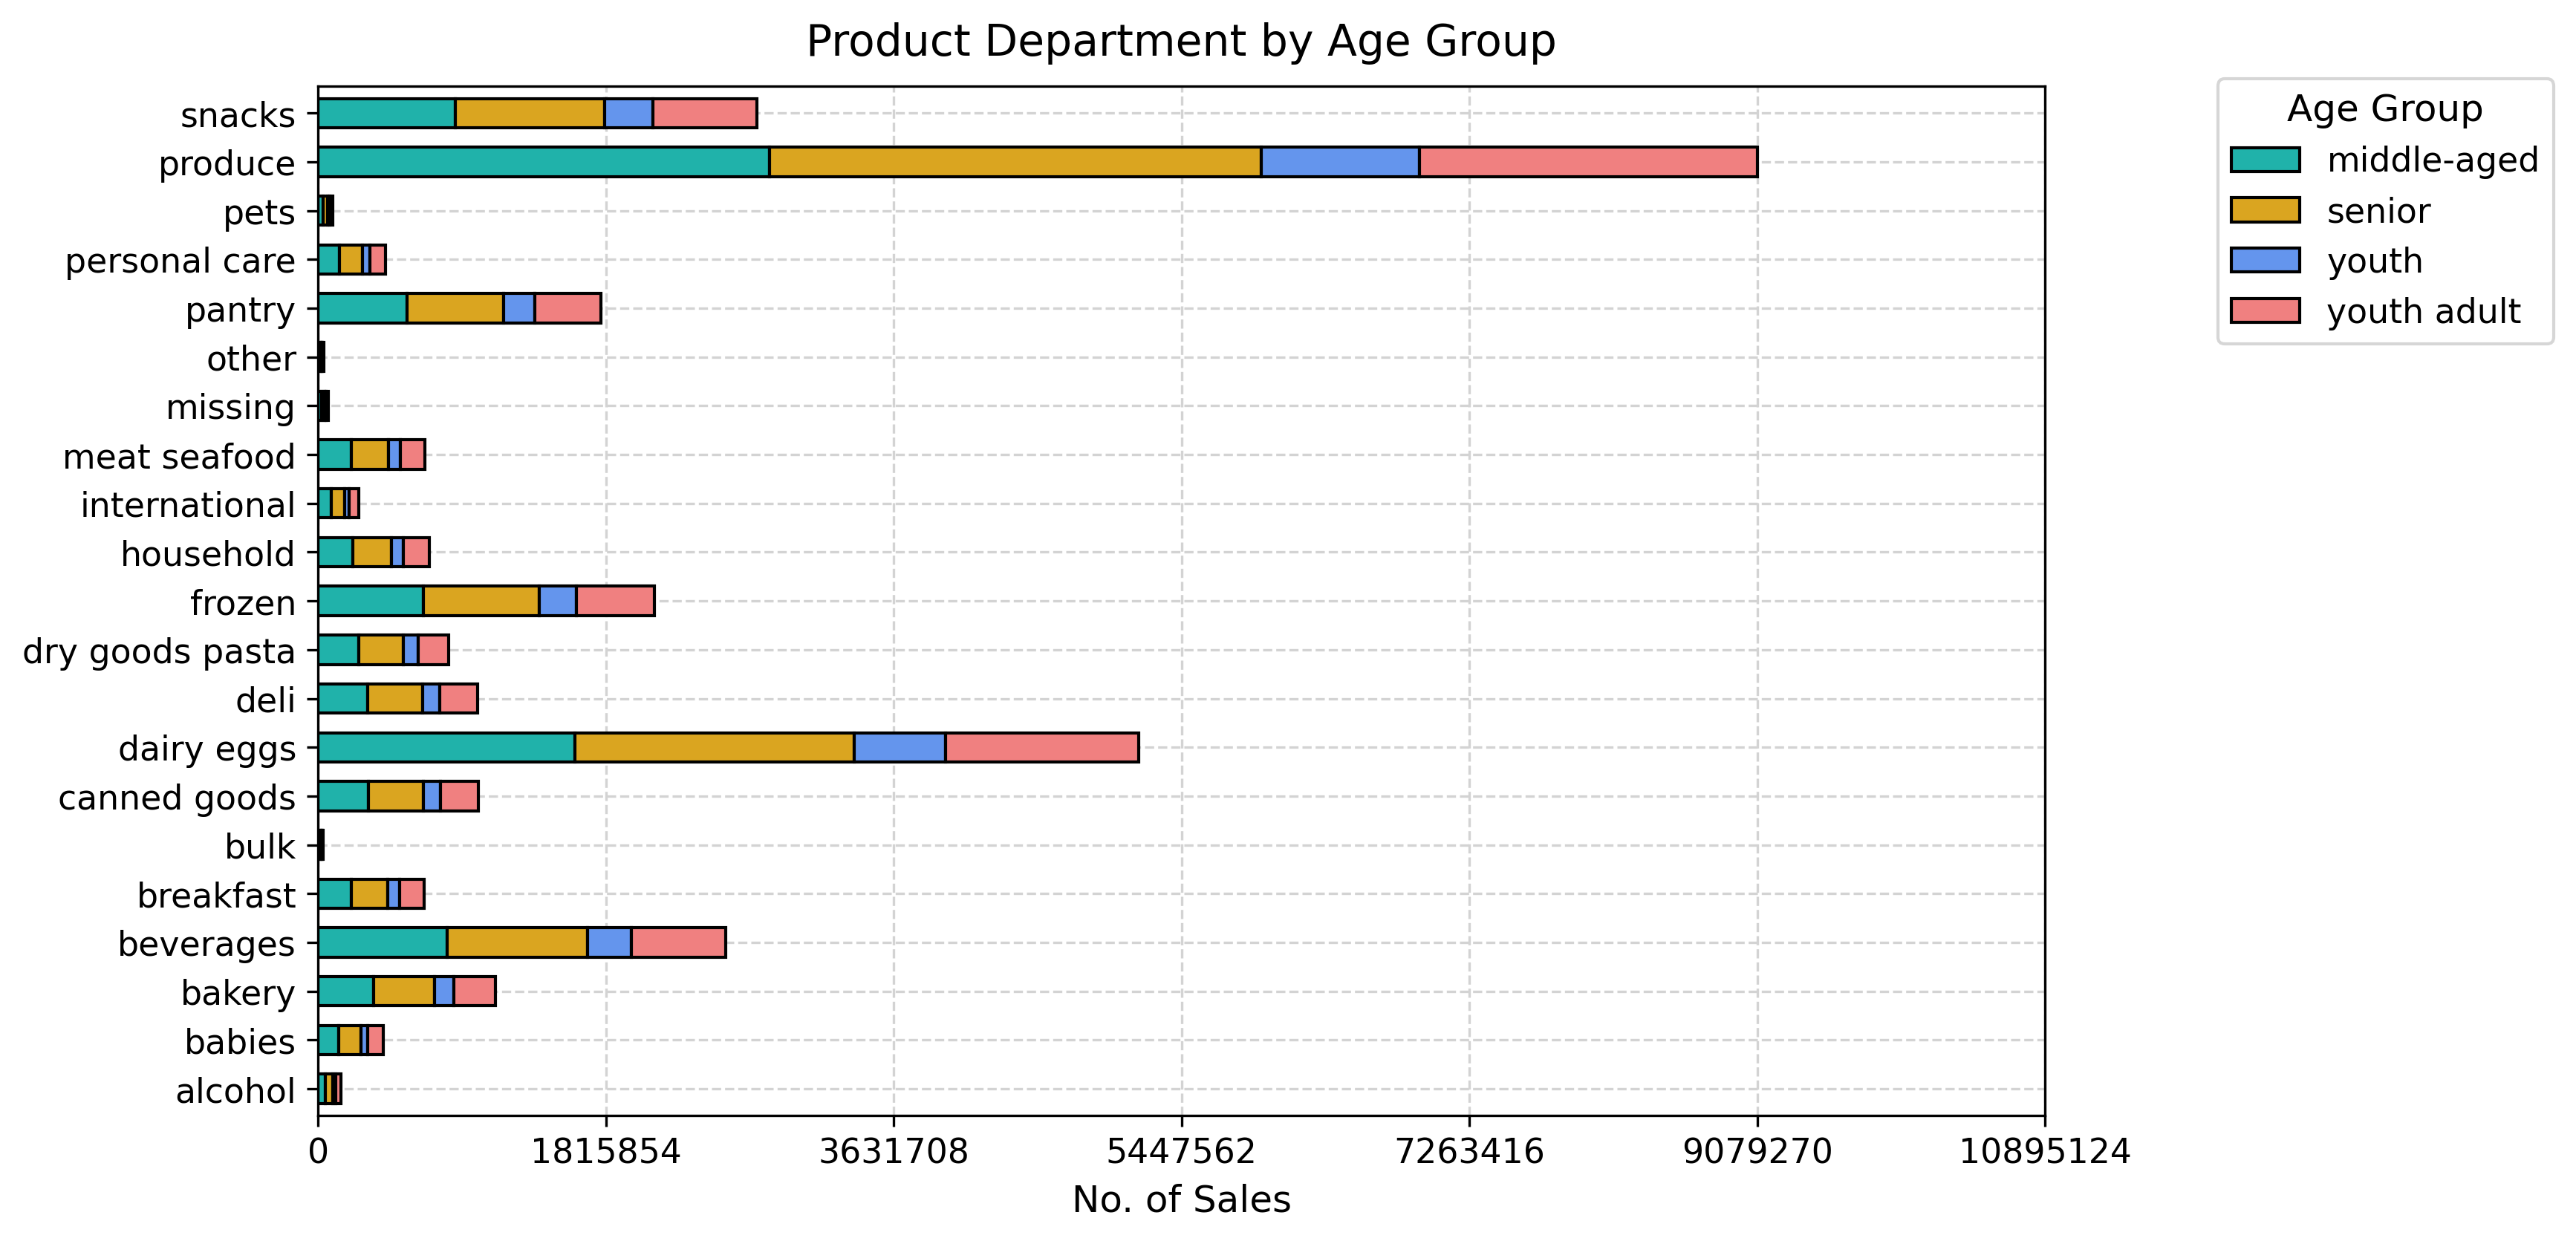 Product Department by Age Group
snacks
produce
pets
personal care
pantry
other
missing
meat seafood
international
household
frozen
dry goods pasta
deli
dairy eggs
canned goods
bulk
breakfast
beverages
bakery
babies
alcohol
0 1815854 3631708 5447562 7263416 9079270 10895124
No. of Sales
Age Group
middle-aged
senior
youth
youth adult